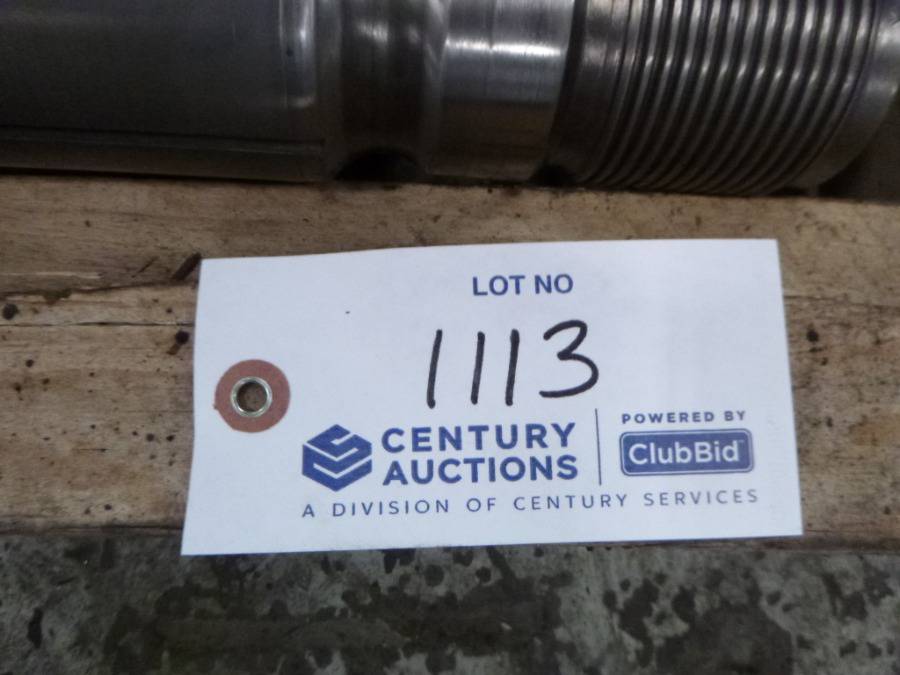 LOT NO
1113
CENTURY
AUCTIONS
POWERED BY
ClubBid
A DIVISION OF CENTURY SERVICES